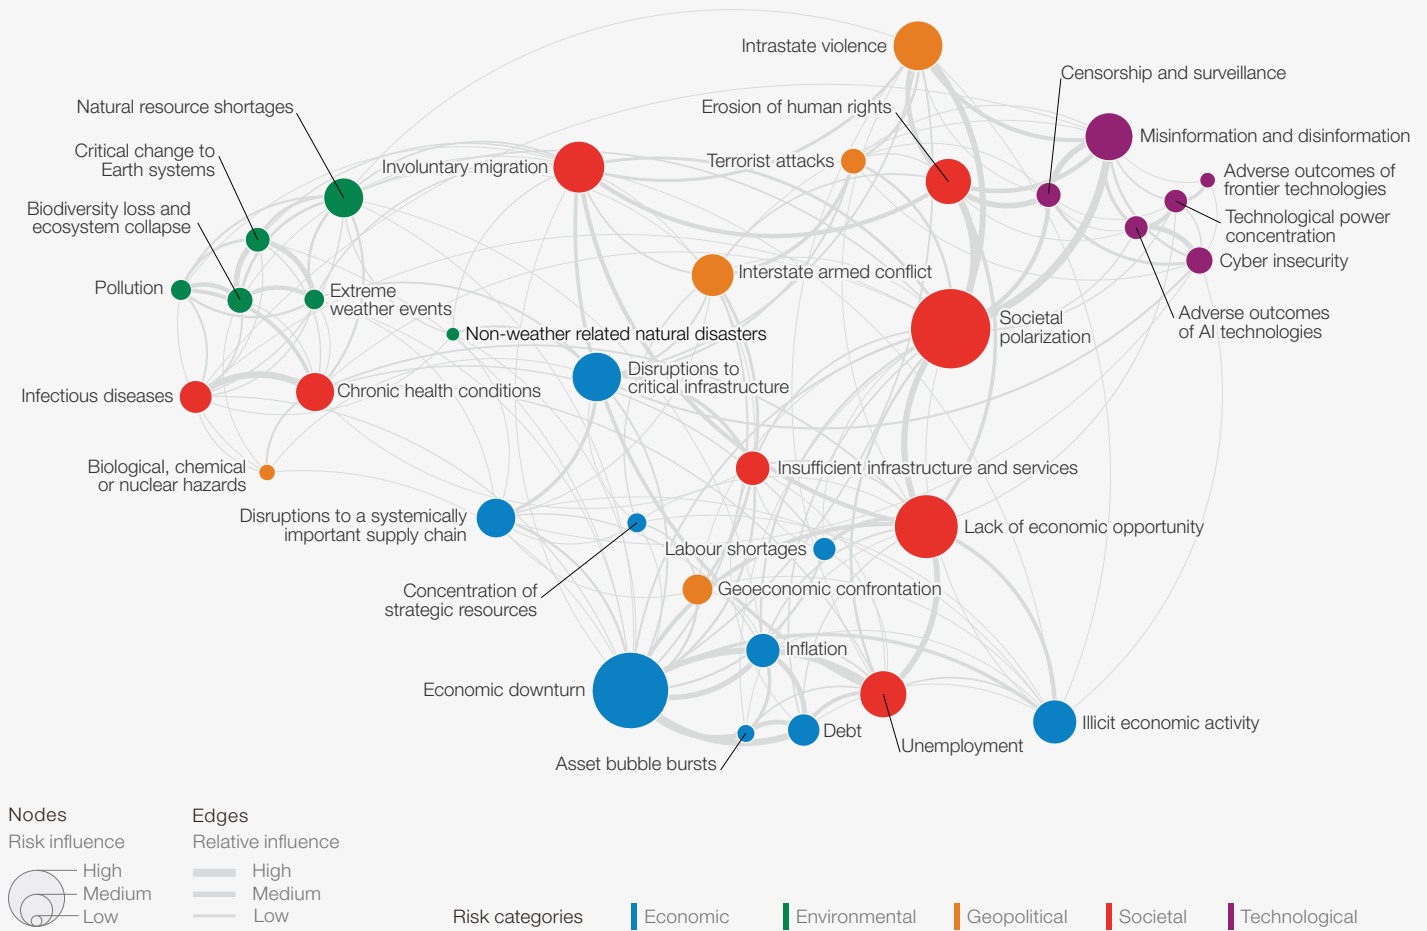 Intrastate violence
Censorship and surveillance
Natural resource shortages
Erosion of human rights
Misinformation and disinformation
Critical change to
Earth systems
Involuntary migration
Terrorist attacks
Adverse outcomes of
frontier technologies
Biodiversity loss and
ecosystem collapse
Technological power
concentration
Pollution
Extreme
weather events
Interstate armed conflict
Cyber insecurity
Non-weather related natural disasters
Societal
polarization
Adverse outcomes
of AI technologies
Disruptions to
critical infrastructure
Infectious diseases
Chronic health conditions
Biological, chemical
or nuclear hazards
Insufficient infrastructure and services
Disruptions to a systemically
important supply chain
Lack of economic opportunity
Labour shortages
Concentration of
strategic resources
Geoeconomic confrontation
Inflation
Economic downturn
Illicit economic activity
Debt
Unemployment
Asset bubble bursts
Nodes
Risk influence
High
Medium
Low
Edges
Relative influence
High
Medium
Low
Risk categories
Economic
Environmental
Geopolitical
Societal
Technological